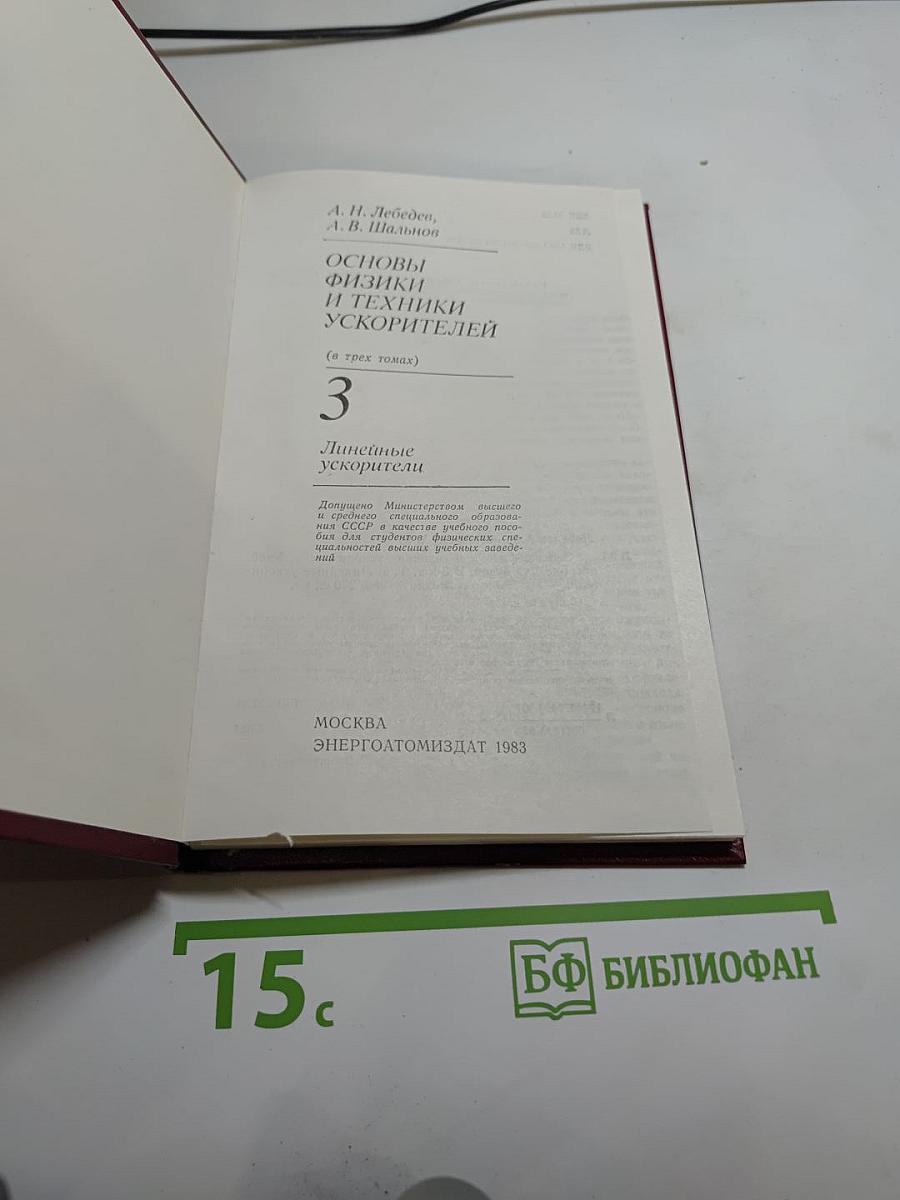 А. Н. Лебедев,
А. В. Шальнов
ОСНОВЫ
ФИЗИКИ
И ТЕХНИКИ
УСКОРИТЕЛЕЙ
(в трех томах)
3
Линейные
ускорители
Допущено Министерством высшего
и среднего специального образова-
ния СССР в качестве учебного посо-
бия для студентов физических спе-
циальностей высших учебных заведе-
ний
МОСКВА
ЭНЕРГОАТОМИЗДАТ 1983
15 с
БФ БИБЛИОФАН